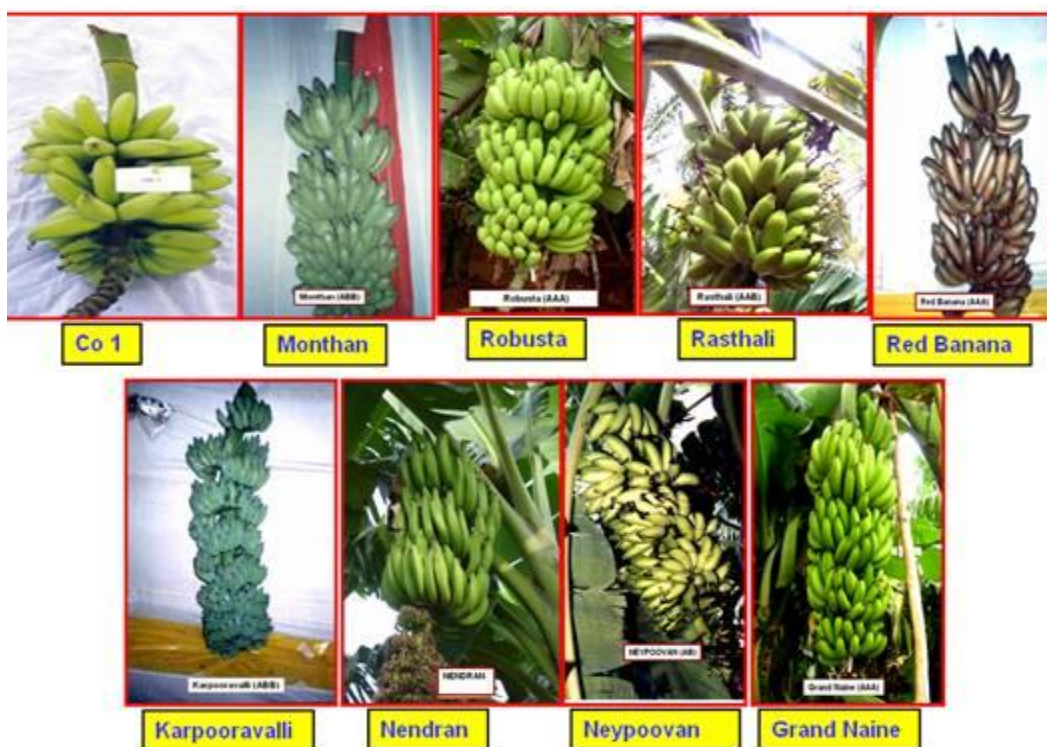 Monthan (ABB)
Robusta (AAA)
Rasthali (AAB)
Red Banana (AAA)
Co 1
Monthan
Robusta
Rasthali
Red Banana
Karpooravalli (ABB)
NENDRAN
NEYPOOVAN (AB)
Grand Naine (AAA)
Karpooravalli
Nendran
Neypoovan
Grand Naine